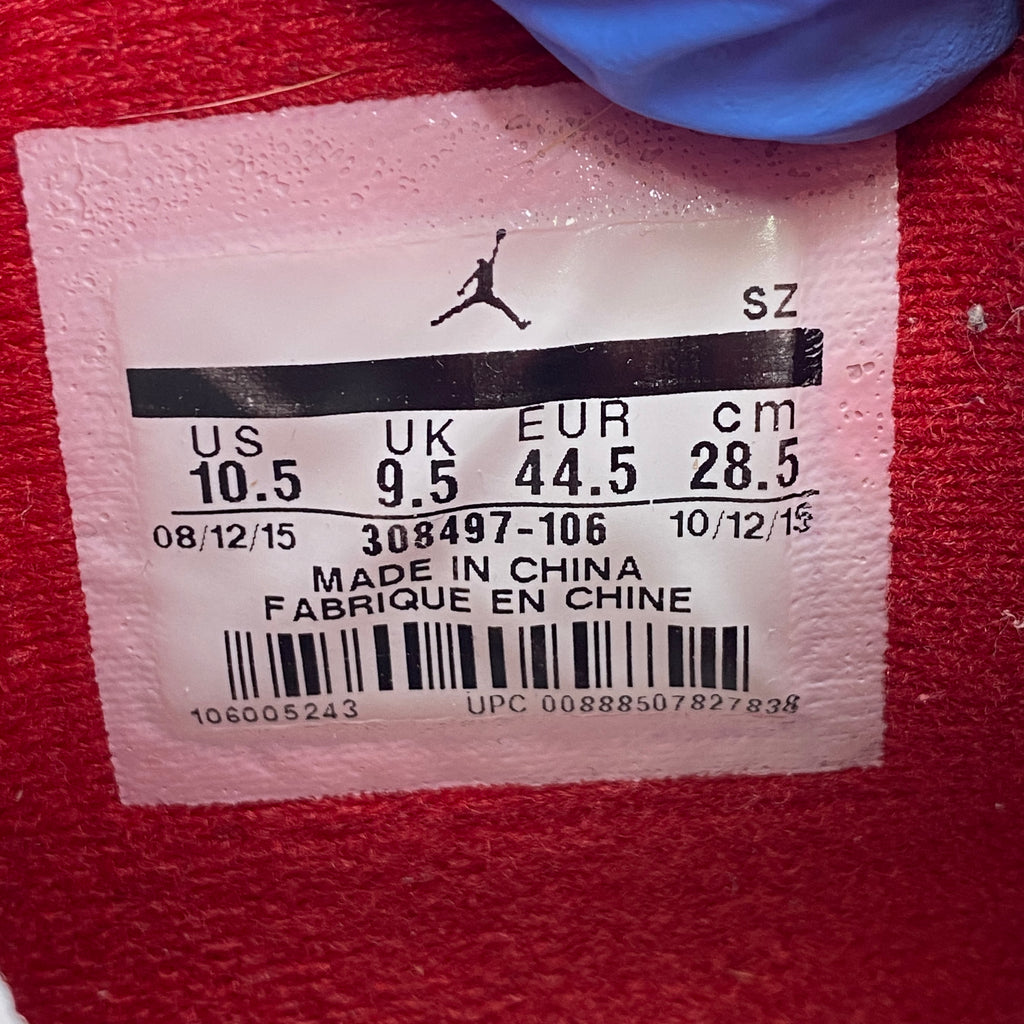 SZ
US UK EUR cm
10.5 9.5 44.5 28.5
08/12/15 308497-106 10/12/15
MADE IN CHINA
FABRIQUE EN CHINE
106005243 UPC 00888507827838